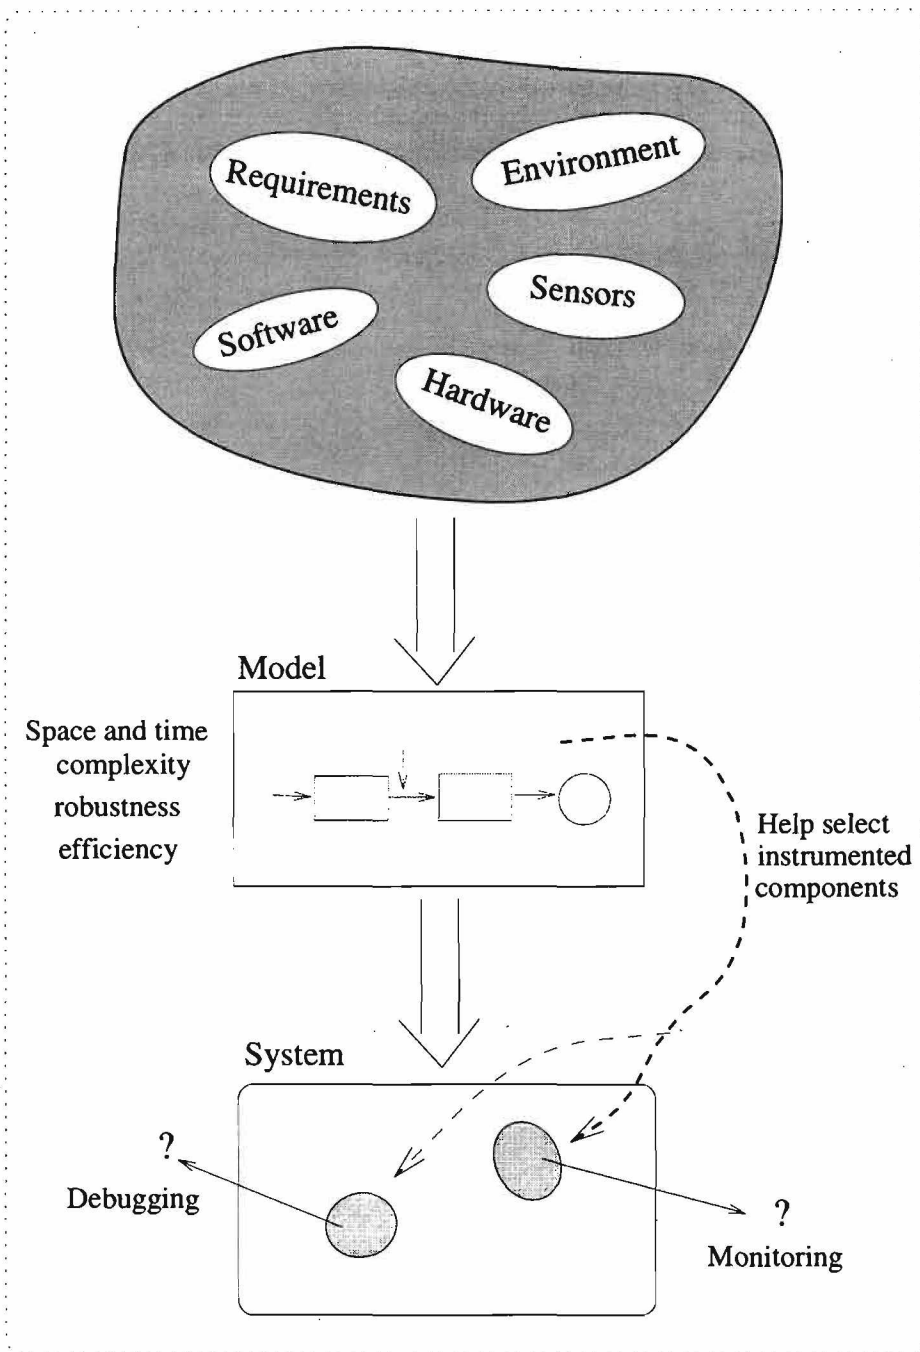 Requirements
Environment
Sensors
Software
Hardware
Model
Space and time
complexity
robustness
efficiency
Help select
instrumented
components
System
?
Debugging
?
Monitoring